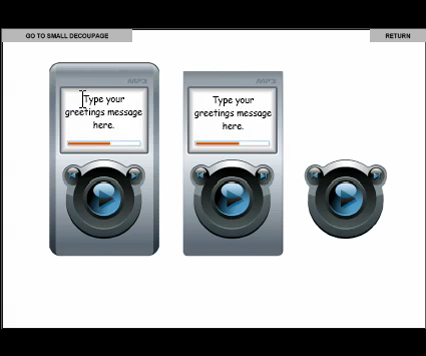 GO TO SMALL DECOUPAGE
RETURN
MP3
Type your
greetings message
here.
MP3
Type your
greetings message
here.